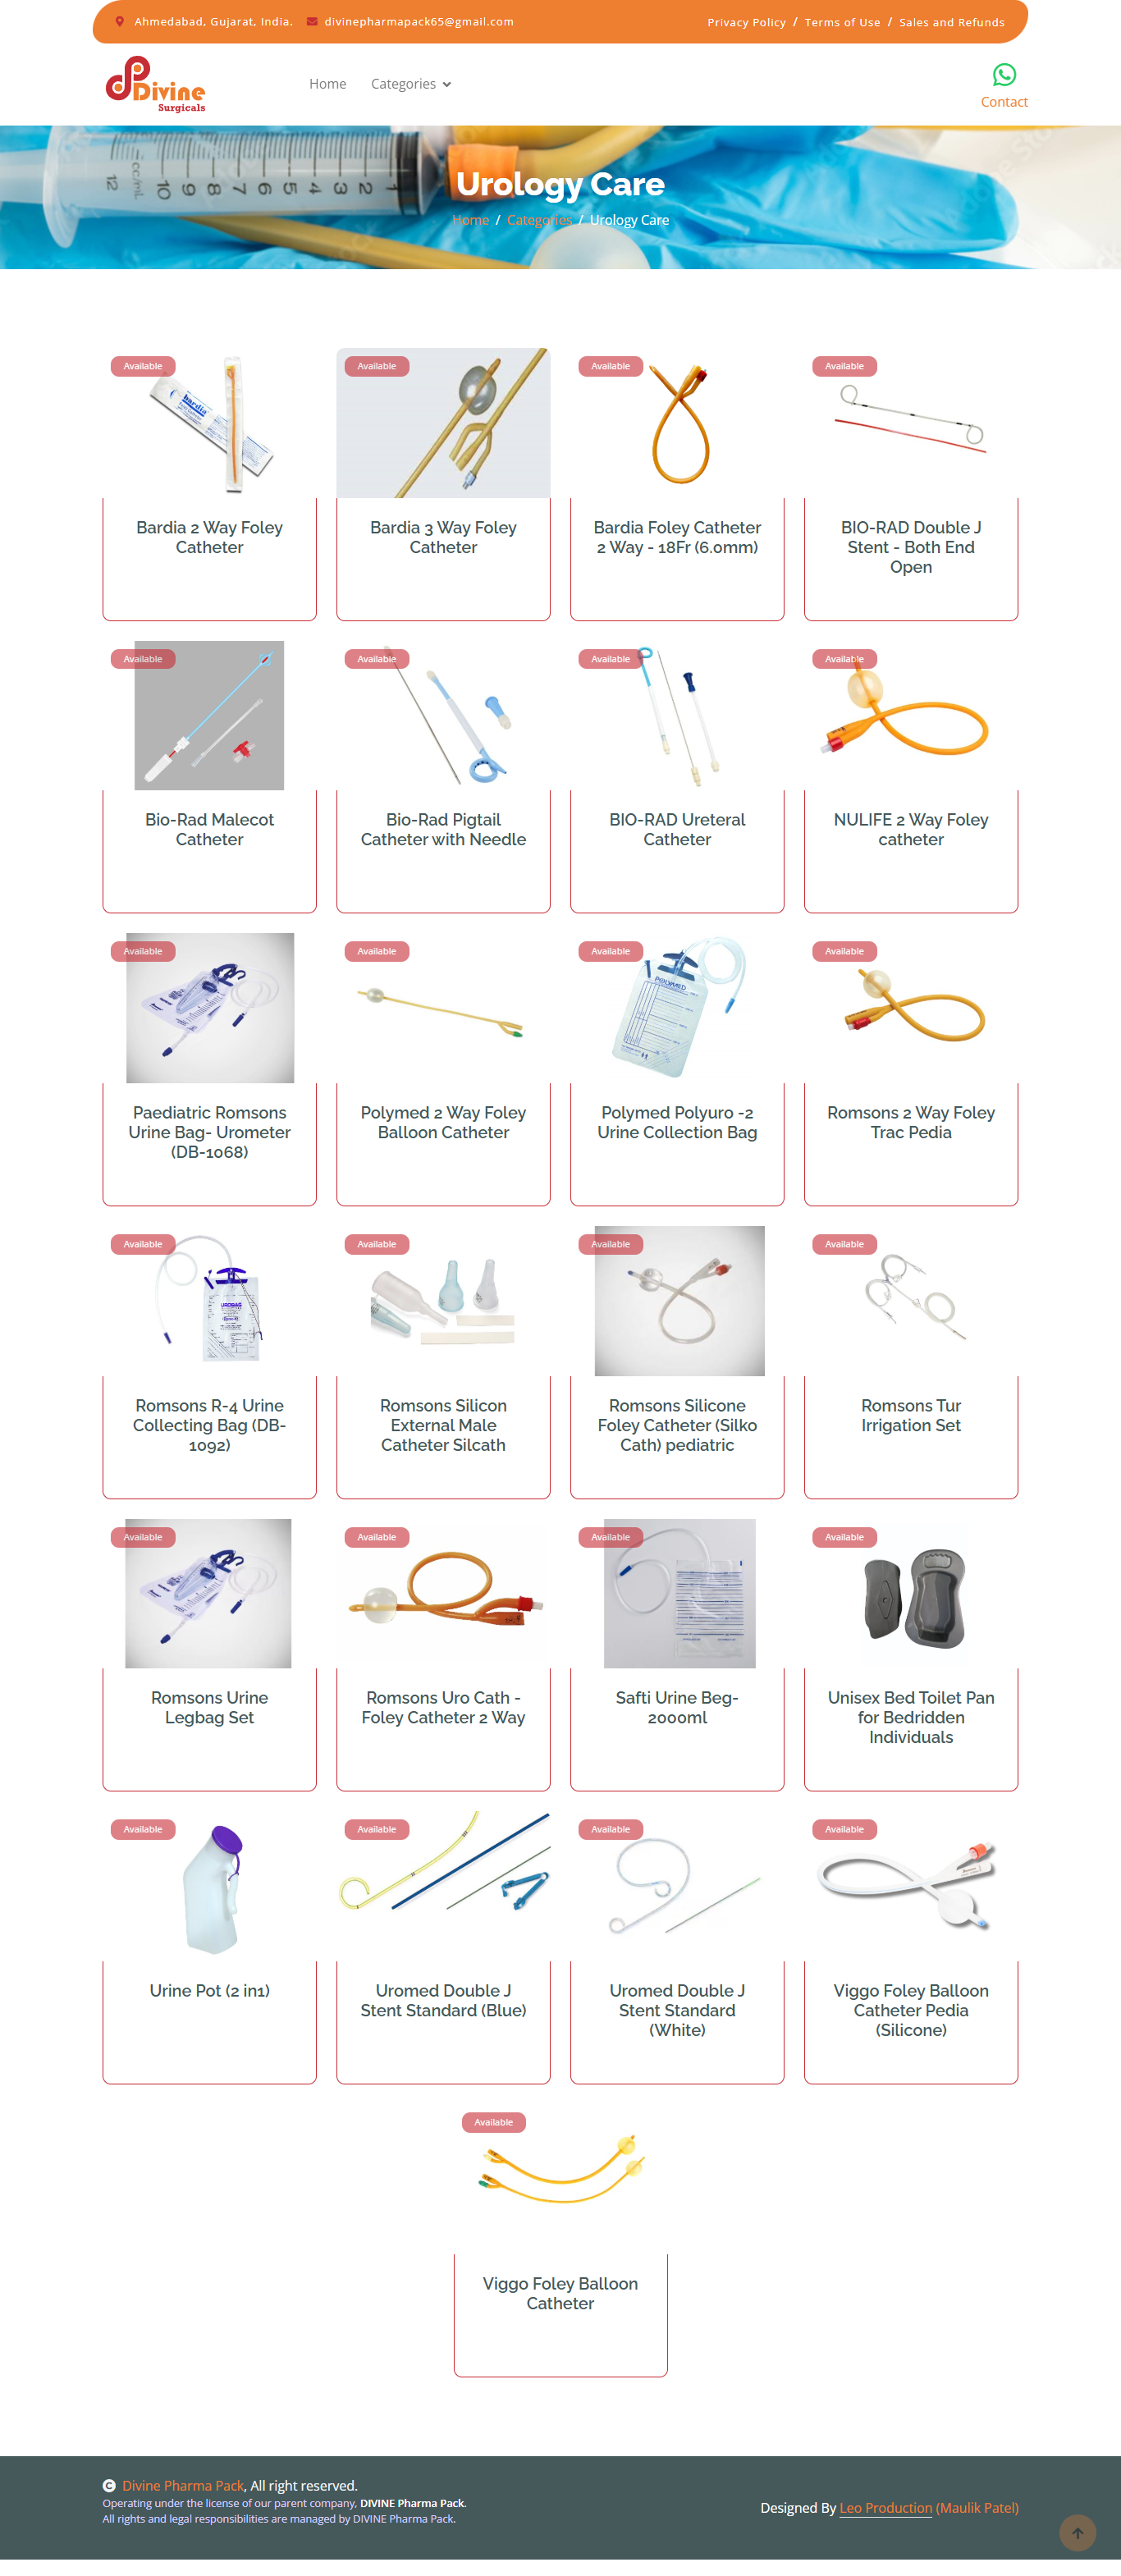 Ahmedabad, Gujarat, India. divinepharmapack65@gmail.com Privacy Policy / Terms of Use / Sales and Refunds
Divine
Surgicals
Home Categories
Contact
Urology Care
Home / Categories / Urology Care
Available Available Available Available
bardia
Bardia 2 Way Foley
Catheter
Bardia 3 Way Foley
Catheter
Bardia Foley Catheter
2 Way - 18Fr (6.0mm)
BIO-RAD Double J
Stent - Both End
Open
Available Available Available Available
Bio-Rad Malecot
Catheter
Bio-Rad Pigtail
Catheter with Needle
BIO-RAD Ureteral
Catheter
NULIFE 2 Way Foley
catheter
Available Available Available Available
POLYMED
Paediatric Romsons
Urine Bag- Urometer
(DB-1068)
Polymed 2 Way Foley
Balloon Catheter
Polymed Polyuro -2
Urine Collection Bag
Romsons 2 Way Foley
Trac Pedia
Available Available Available Available
UROBAG
Romsons R-4 Urine
Collecting Bag (DB-
1092)
Romsons Silicon
External Male
Catheter Silcath
Romsons Silicone
Foley Catheter (Silko
Cath) pediatric
Romsons Tur
Irrigation Set
Available Available Available Available
Romsons Urine
Legbag Set
Romsons Uro Cath -
Foley Catheter 2 Way
Safti Urine Beg-
2000ml
Unisex Bed Toilet Pan
for Bedridden
Individuals
Available Available Available Available
Urine Pot (2 in1)
Uromed Double J
Stent Standard (Blue)
Uromed Double J
Stent Standard
(White)
Viggo Foley Balloon
Catheter Pedia
(Silicone)
Available
Viggo Foley Balloon
Catheter
Divine Pharma Pack, All right reserved.
Operating under the license of our parent company, DIVINE Pharma Pack.
All rights and legal responsibilities are managed by DIVINE Pharma Pack.
Designed By Leo Production (Maulik Patel)